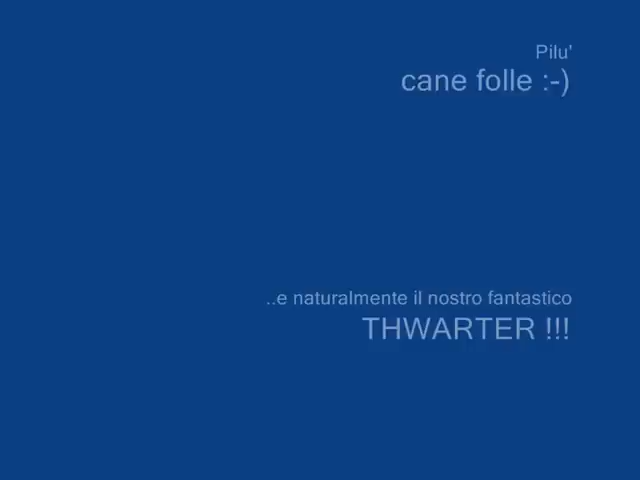 Pilu'
cane folle :-)
..e naturalmente il nostro fantastico
THWARTER !!!